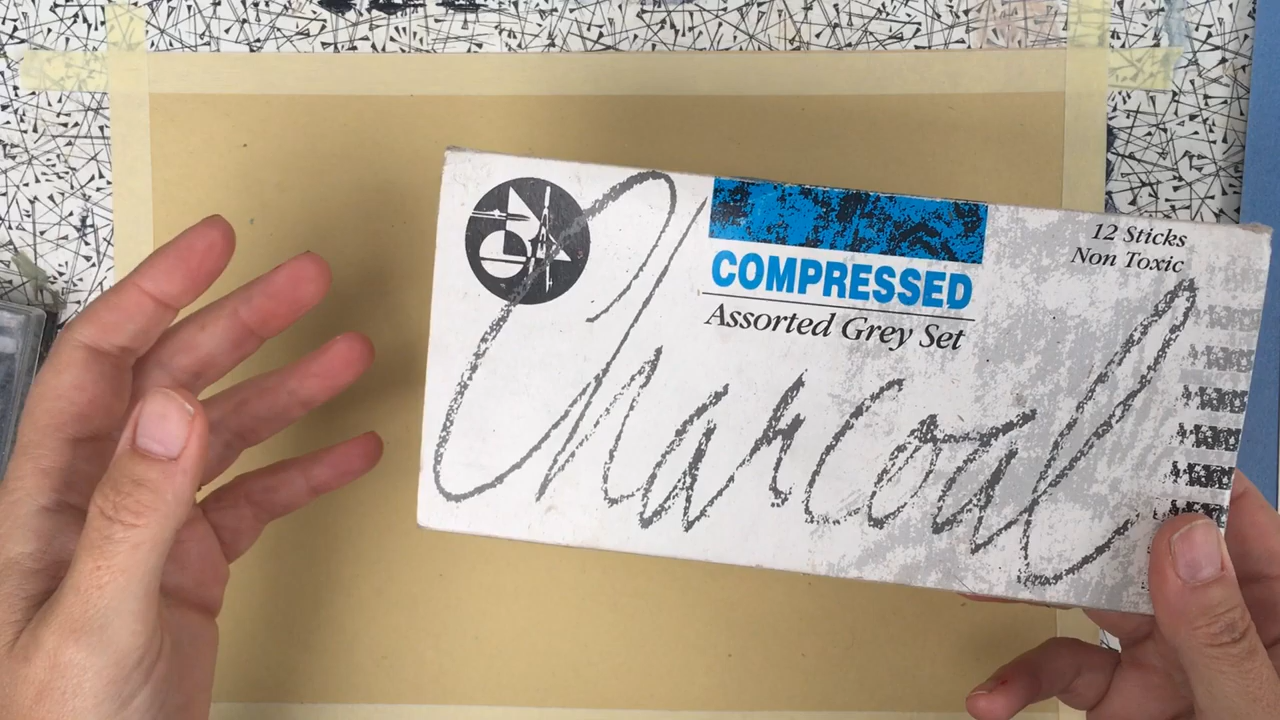 12 Sticks
Non Toxic
COMPRESSED
Assorted Grey Set
Charcoal